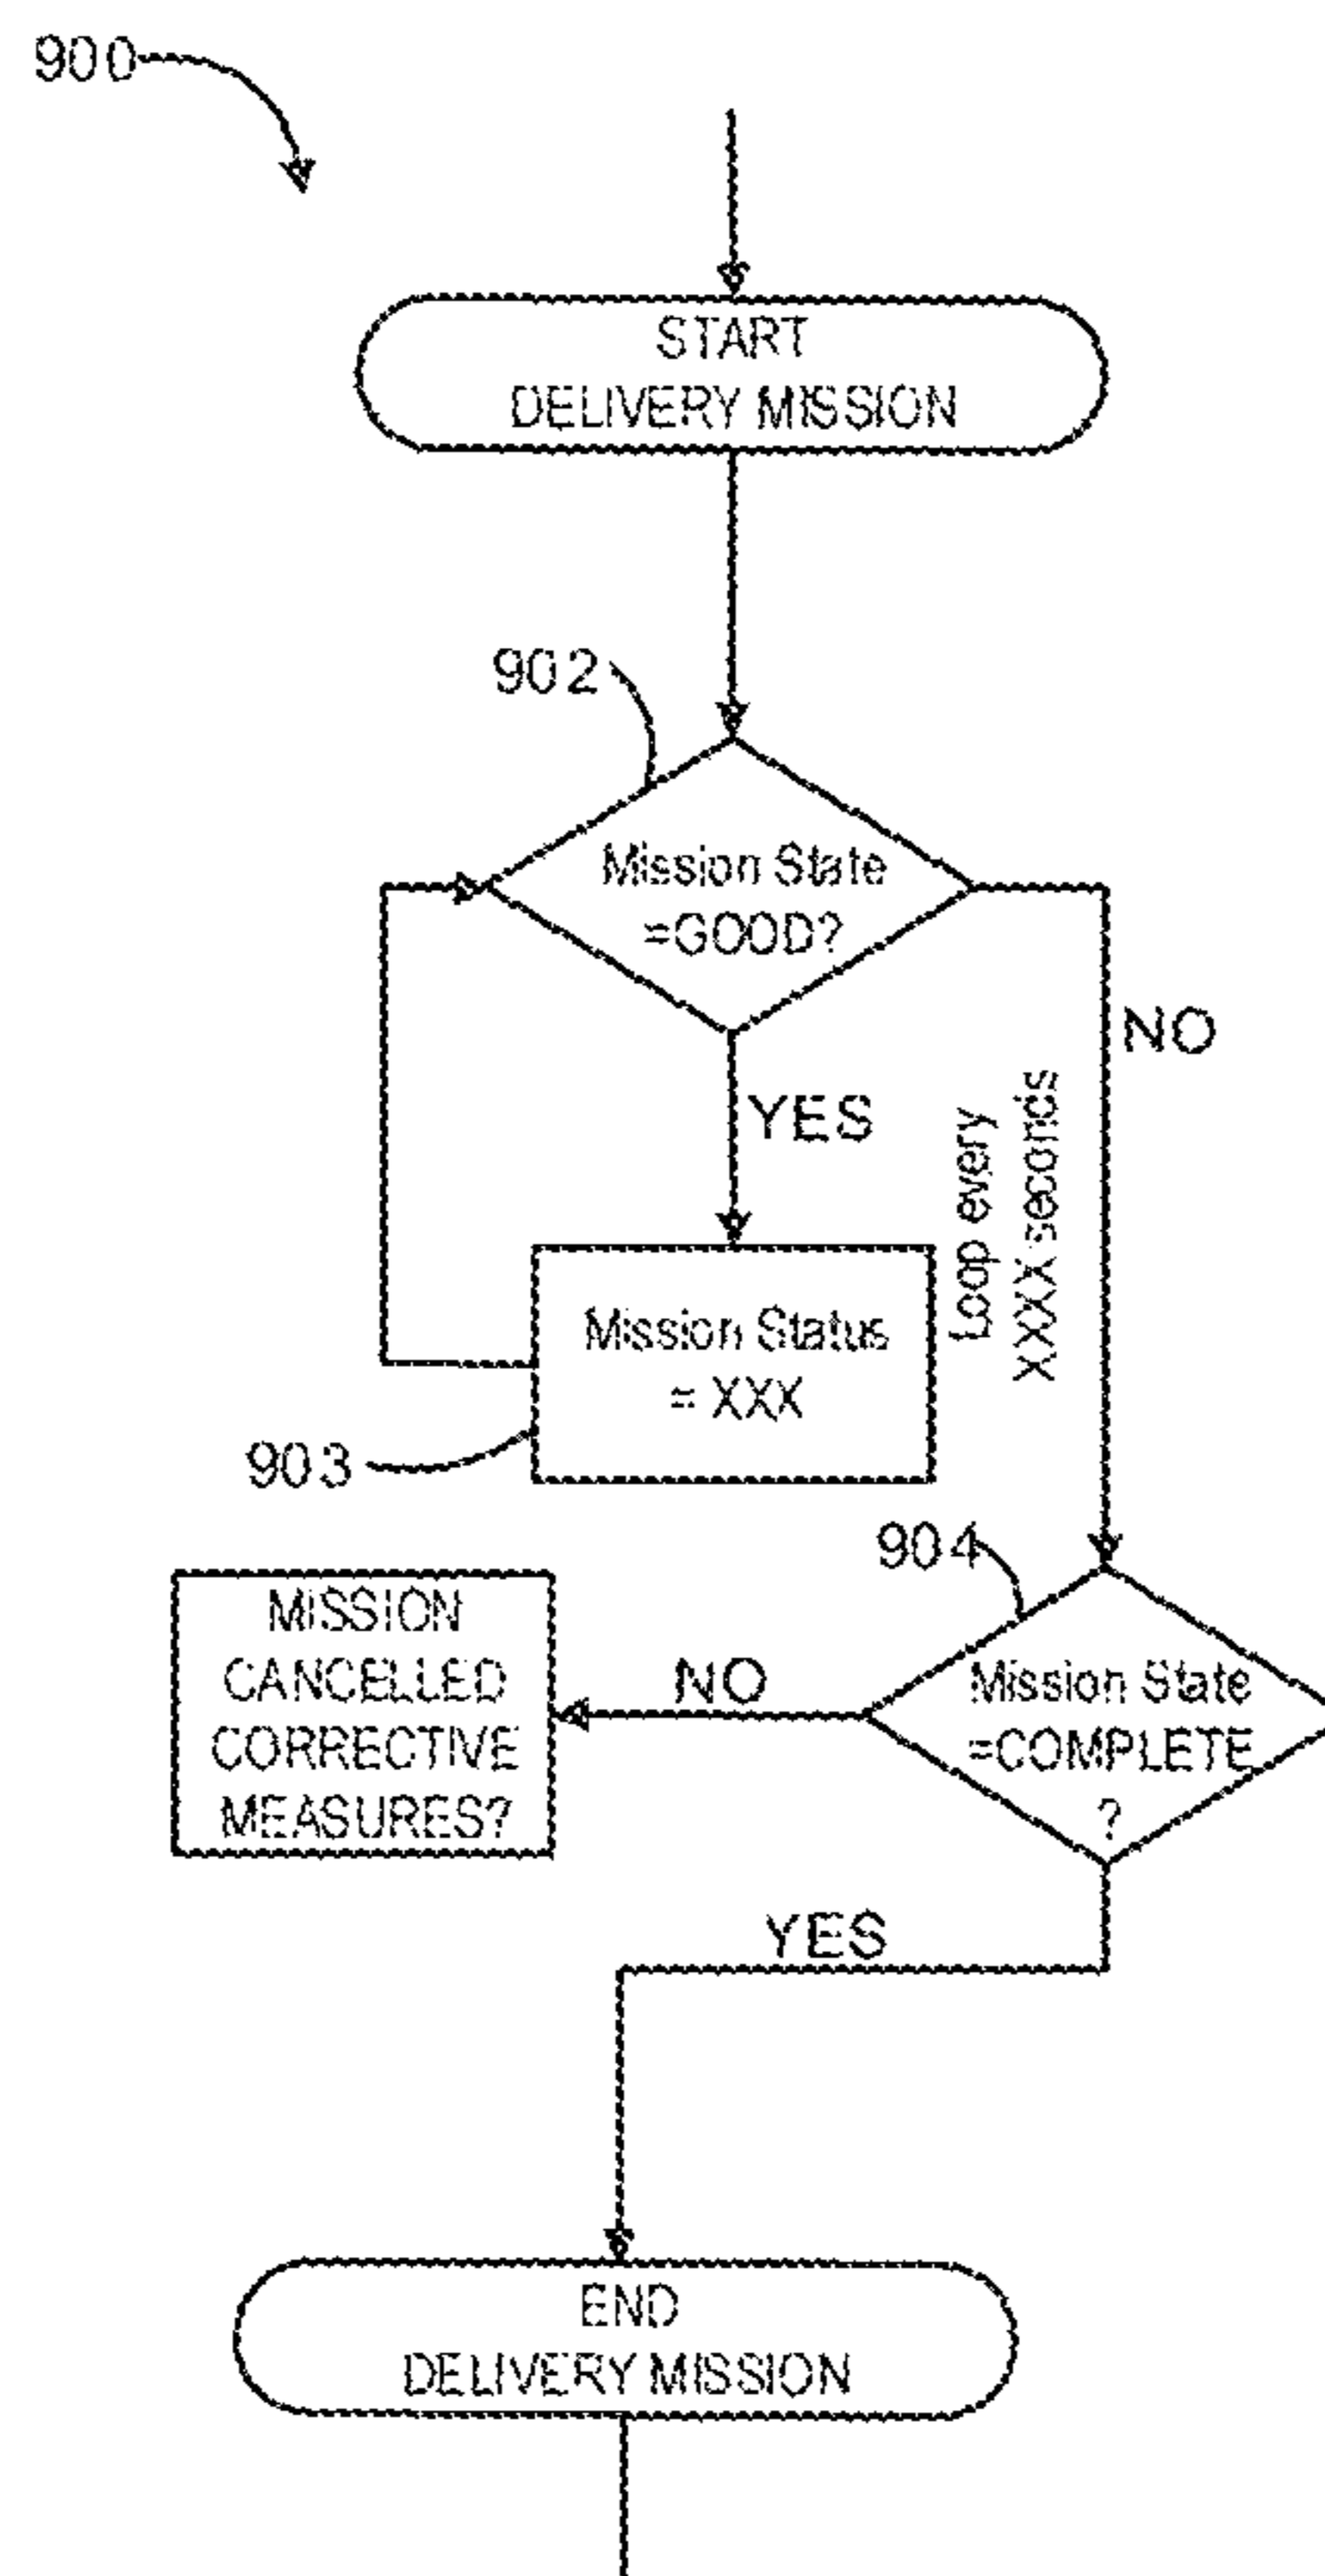 900
START
DELIVERY MISSION
902
Mission State
=GOOD?
NO
YES
Loop every
XXX seconds
Mission Status
= XXX
903
904
MISSION
CANCELLED
CORRECTIVE
MEASURES?
NO
Mission State
=COMPLETE
?
YES
END
DELIVERY MISSION